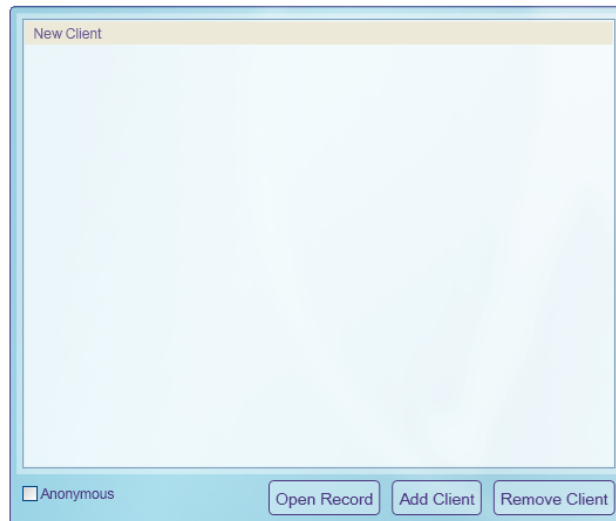 New Client
Anonymous
Open Record
Add Client
Remove Client